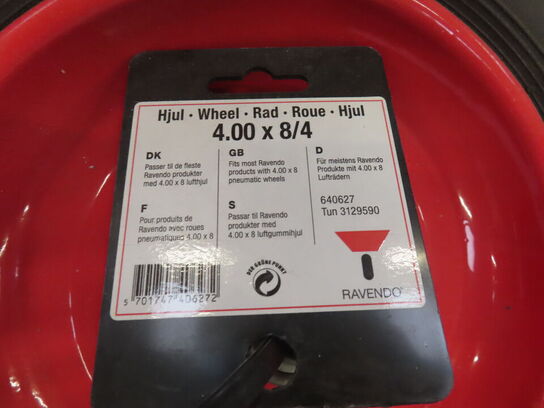 Hjul · Wheel · Rad · Roue · Hjul
4.00 x 8/4
DK
Passer til de fleste
Ravendo produkter
med 4.00 x 8 lufthjul
GB
Fits most Ravendo
products with 4.00 x 8
pneumatic wheels
D
Für meistens Ravendo
Produkte mit 4.00 x 8
Lufträdern
F
Pour produits de
Ravendo avec roues
pneumatiques 4.00 x 8
S
Passar til Ravendo
produkter med
4.00 x 8 luftgummihjul
640627
Tun 3129590
5 701747 406272
DER GRÜNE PUNKT
RAVENDO®